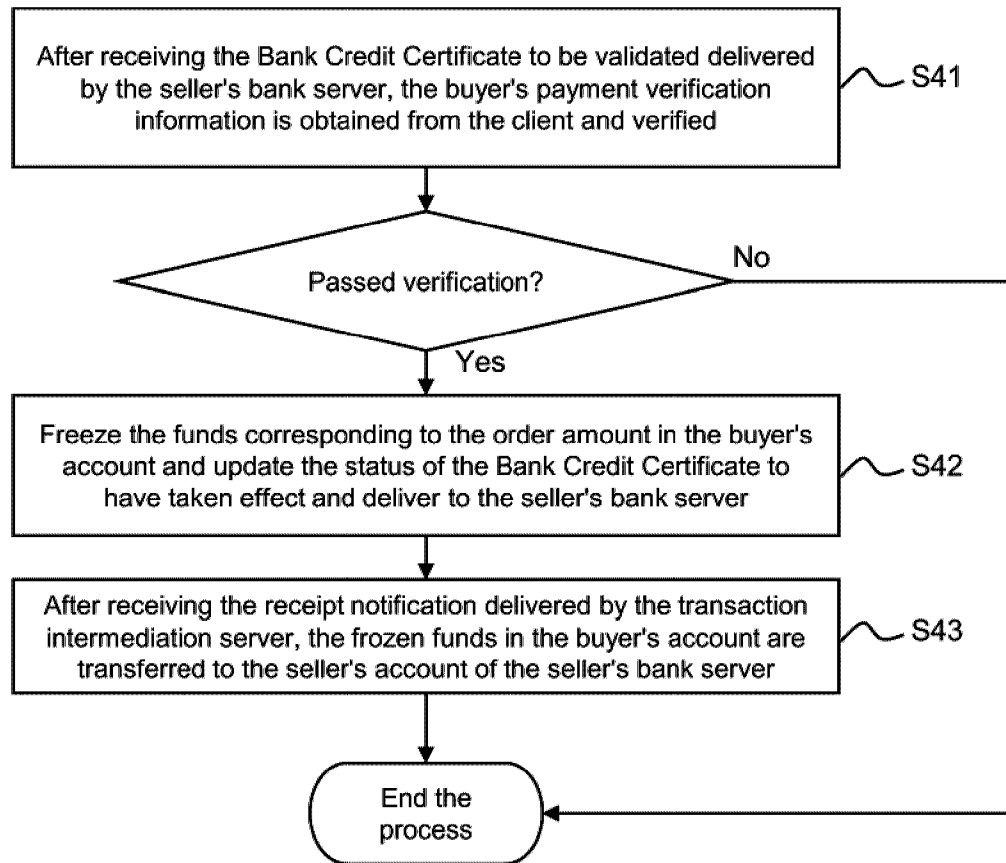 After receiving the Bank Credit Certificate to be validated delivered
by the seller's bank server, the buyer's payment verification
information is obtained from the client and verified
S41
Passed verification?
No
Yes
Freeze the funds corresponding to the order amount in the buyer's
account and update the status of the Bank Credit Certificate to
have taken effect and deliver to the seller's bank server
S42
After receiving the receipt notification delivered by the transaction
intermediation server, the frozen funds in the buyer's account are
transferred to the seller's account of the seller's bank server
S43
End the
process